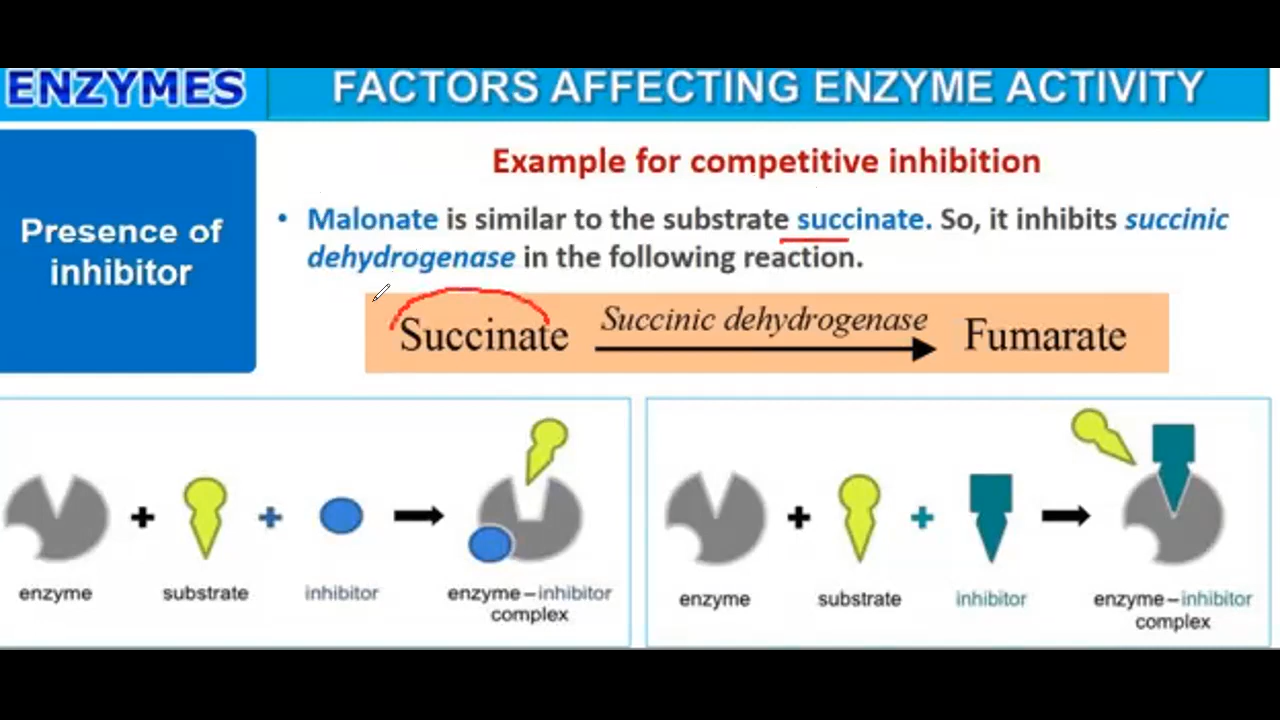 ENZYMES
FACTORS AFFECTING ENZYME ACTIVITY
Presence of
inhibitor
Example for competitive inhibition
• Malonate is similar to the substrate succinate. So, it inhibits succinic
dehydrogenase in the following reaction.
Succinate
Succinic dehydrogenase
Fumarate
enzyme
+
substrate
+
inhibitor
enzyme – inhibitor
complex
enzyme
+
substrate
+
inhibitor
enzyme – inhibitor
complex